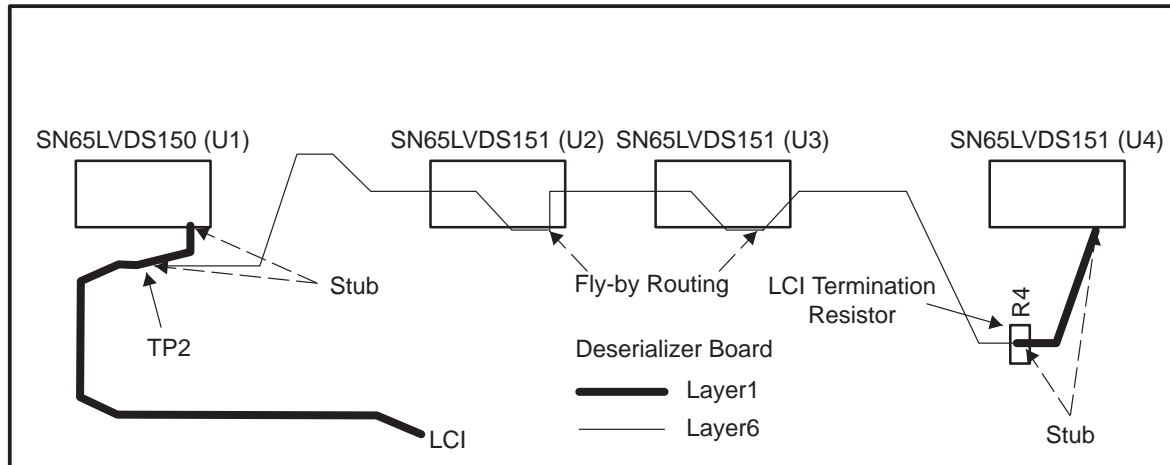 SN65LVDS150 (U1)
SN65LVDS151 (U2)
SN65LVDS151 (U3)
SN65LVDS151 (U4)
Stub
Fly-by Routing
LCI Termination
Resistor
R4
TP2
Deserializer Board
Layer1
Layer6
LCI
Stub